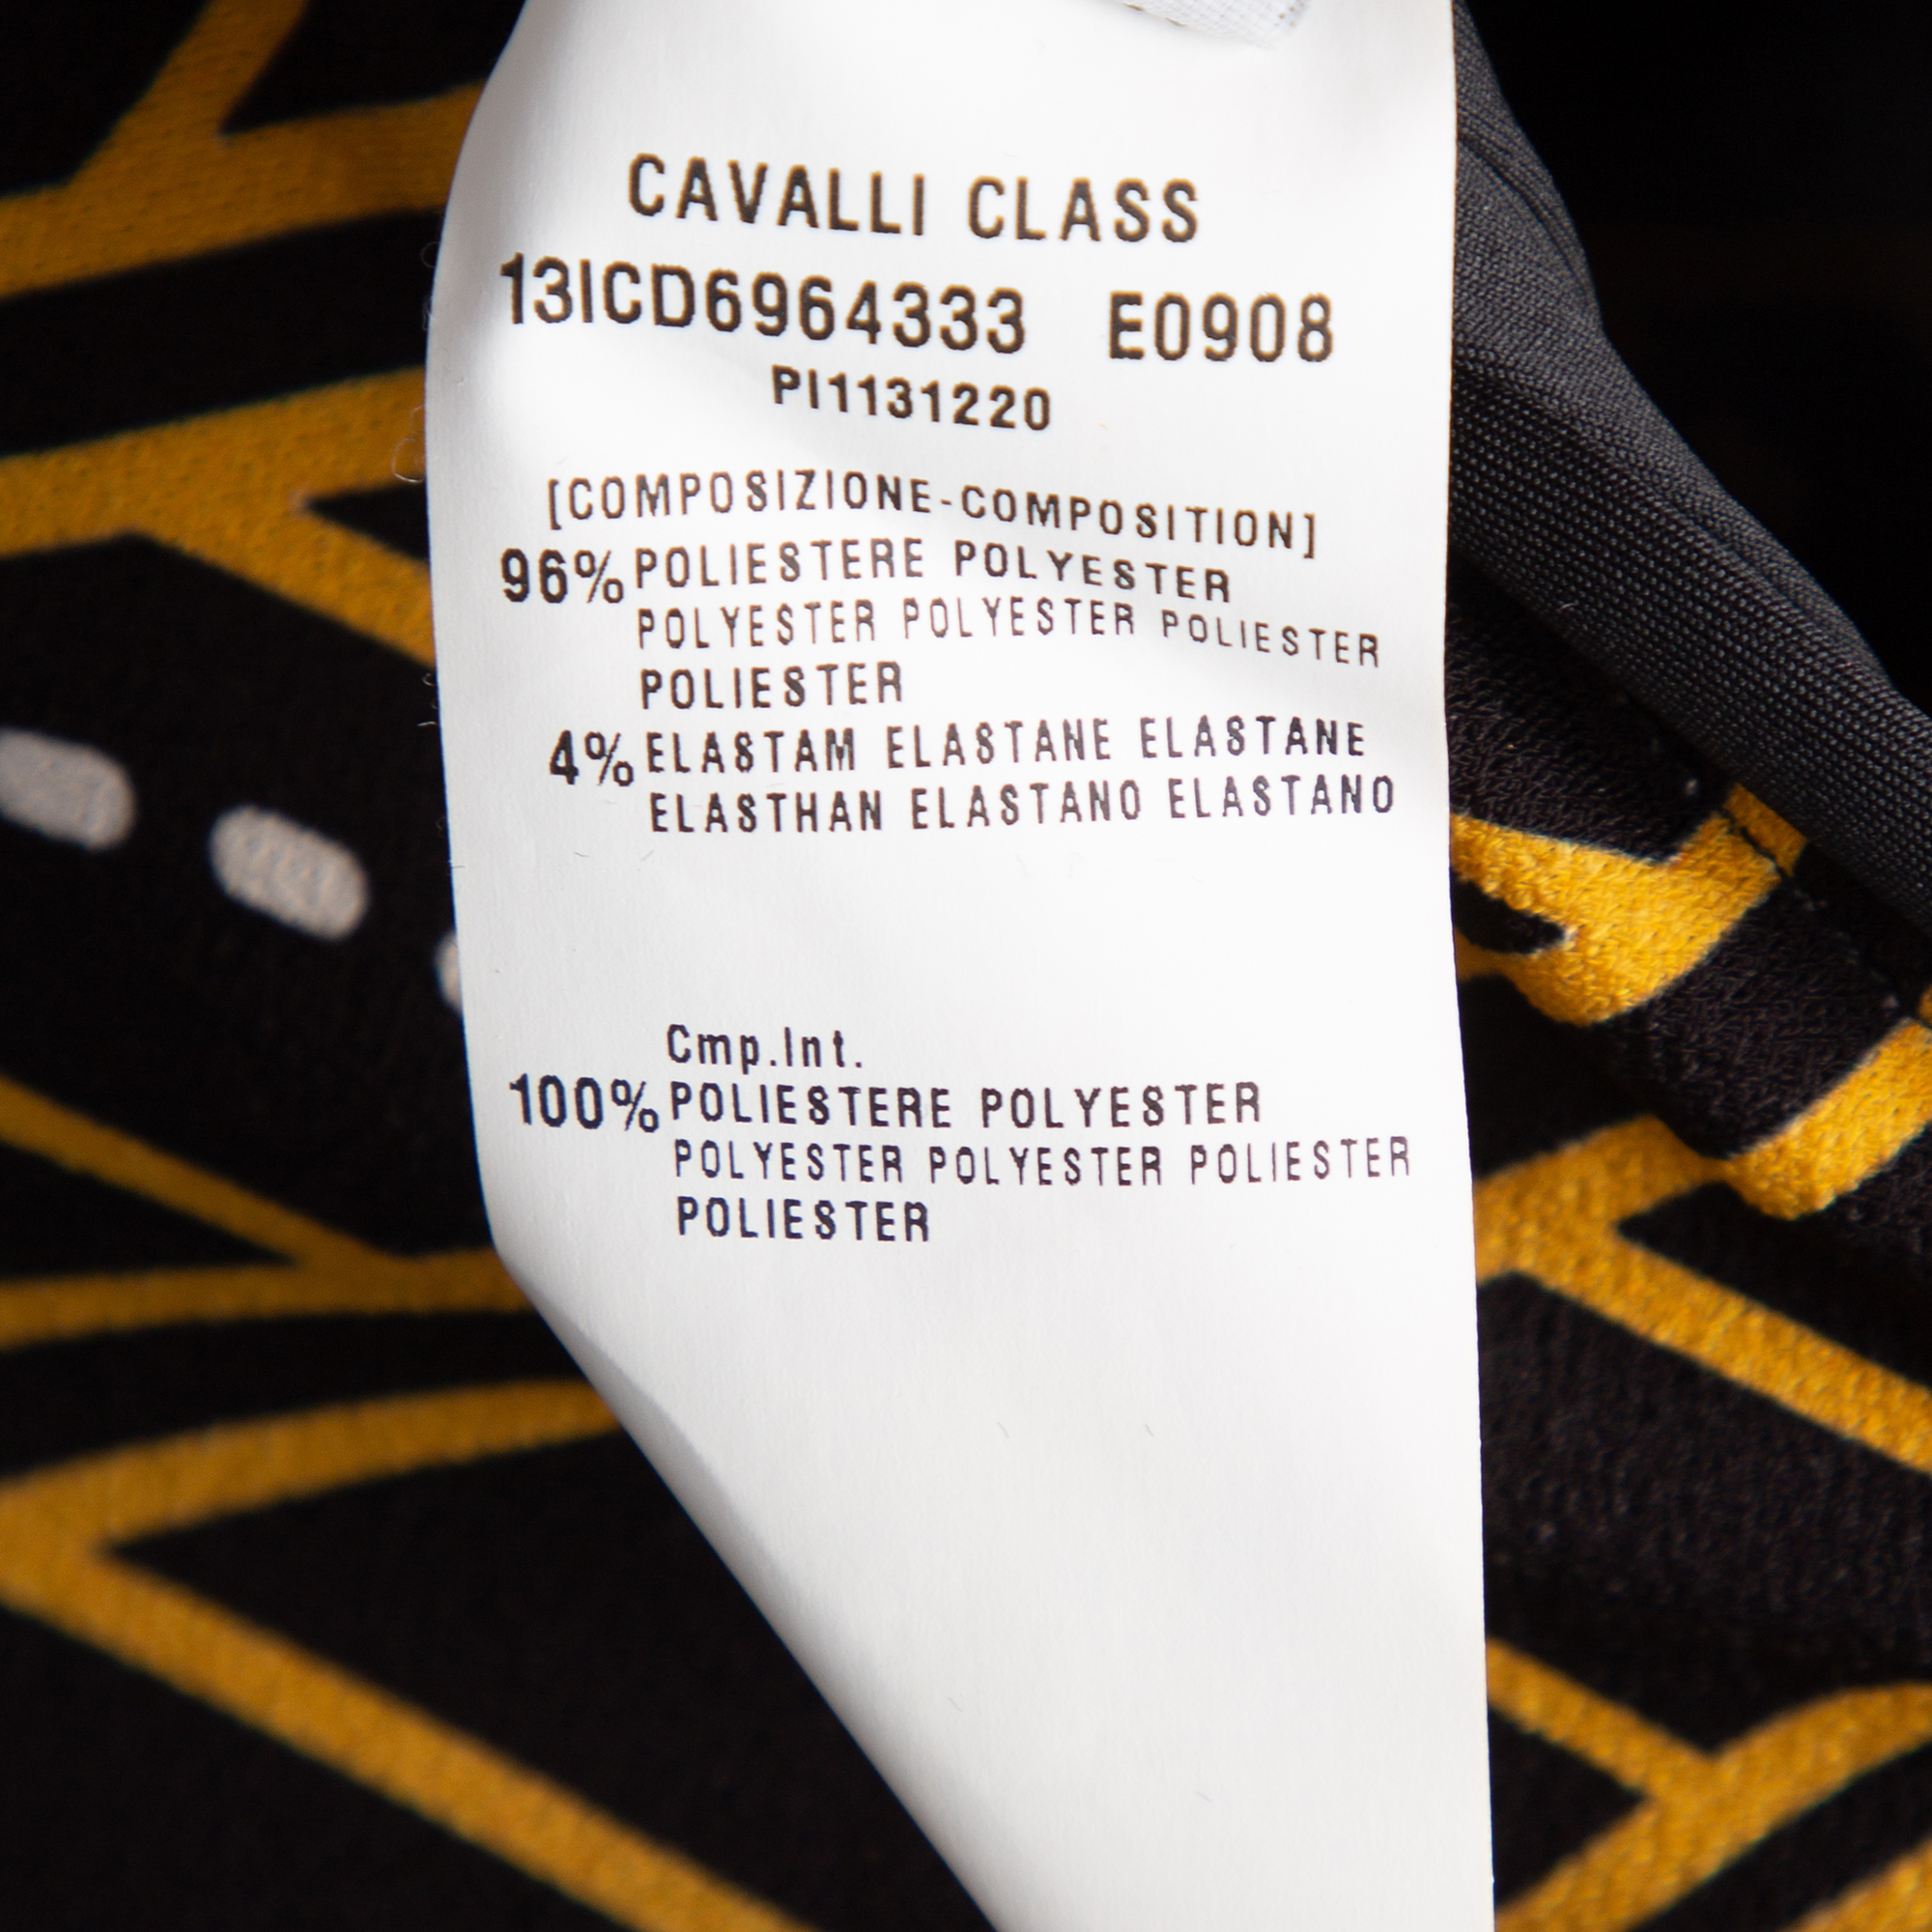 CAVALLI CLASS
13ICD6964333 E0908
PI1131220
[COMPOSIZIONE-COMPOSITION]
96% POLIESTERE POLYESTER
POLYESTER POLYESTER POLIESTER
POLIESTER
4% ELASTAM ELASTANE ELASTANE
ELASTHAN ELASTANO ELASTANO
Cmp.Int.
100% POLIESTERE POLYESTER
POLYESTER POLYESTER POLIESTER
POLIESTER